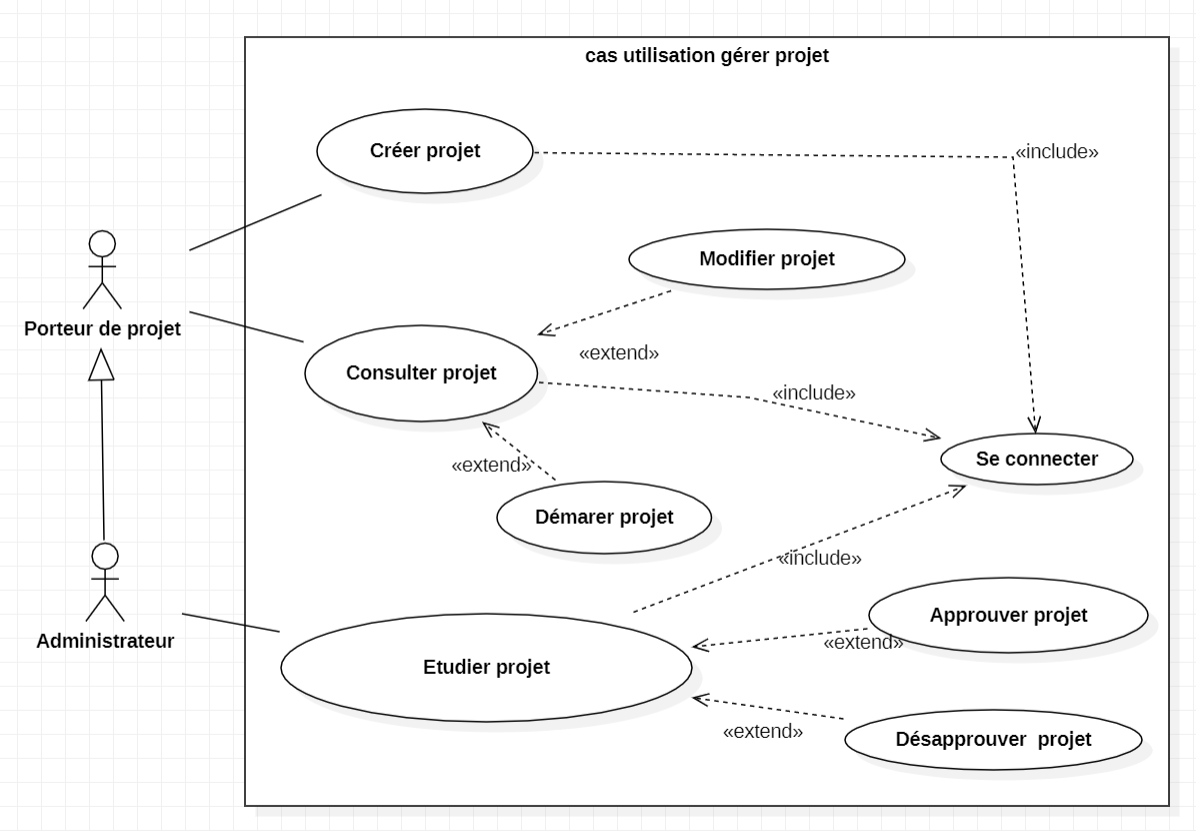 cas utilisation gérer projet
Créer projet
«include»
Modifier projet
Porteur de projet
«extend»
Consulter projet
«include»
Se connecter
«extend»
Démarer projet
«include»
Approuver projet
Administrateur
«extend»
Etudier projet
«extend»
Désapprouver  projet